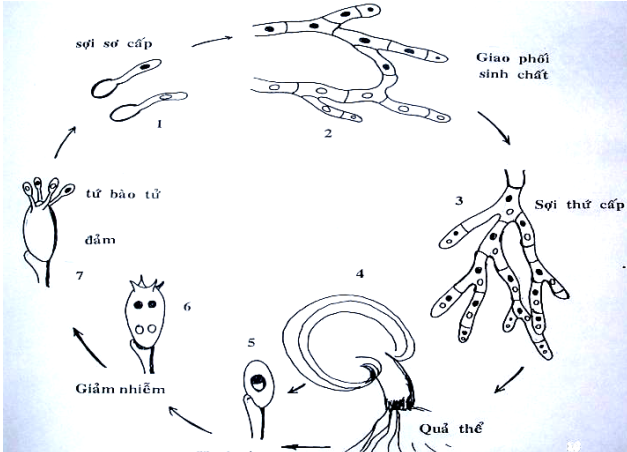 sợi sơ cấp
1
2
Giao phối
sinh chất
3
Sợi thứ cấp
4
Quả thể
5
6
Giảm nhiễm
7
tứ bào tử
đảm